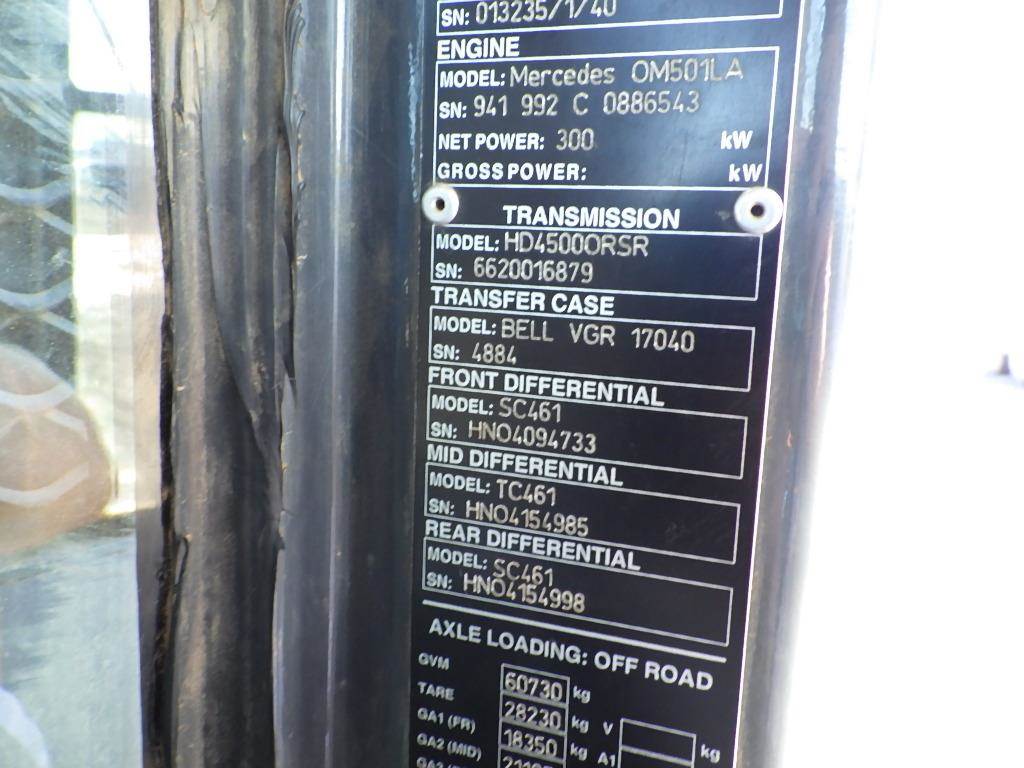 SN: 013235/1/40
ENGINE
MODEL: Mercedes OM501LA
SN: 941 992 C 0886543
NET POWER: 300 kW
GROSS POWER: kW
TRANSMISSION
MODEL: HD4500ORSR
SN: 6620016879
TRANSFER CASE
MODEL: BELL VGR 17040
SN: 4884
FRONT DIFFERENTIAL
MODEL: SC461
SN: HNO4094733
MID DIFFERENTIAL
MODEL: TC461
SN: HNO4154985
REAR DIFFERENTIAL
MODEL: SC461
SN: HNO4154998
AXLE LOADING: OFF ROAD
GVM 60730 kg
TARE 28230 kg V
GA1 (FR) 18350 kg A1 kg
GA2 (MID)